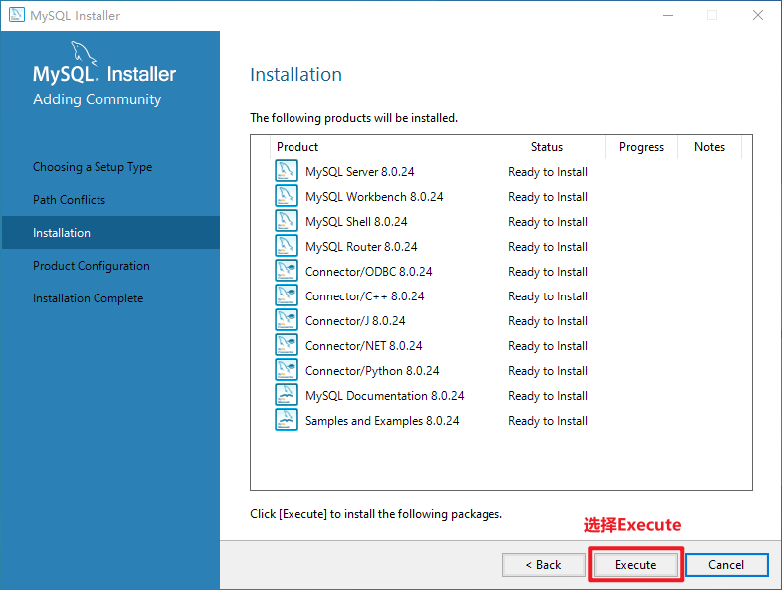 MySQL Installer
MySQL. Installer
Adding Community
Choosing a Setup Type
Path Conflicts
Installation
Product Configuration
Installation Complete
Installation
The following products will be installed.
Product Status Progress Notes
MySQL Server 8.0.24 Ready to Install
MySQL Workbench 8.0.24 Ready to Install
MySQL Shell 8.0.24 Ready to Install
MySQL Router 8.0.24 Ready to Install
Connector/ODBC 8.0.24 Ready to Install
Connector/C++ 8.0.24 Ready to Install
Connector/J 8.0.24 Ready to Install
Connector/NET 8.0.24 Ready to Install
Connector/Python 8.0.24 Ready to Install
MySQL Documentation 8.0.24 Ready to Install
Samples and Examples 8.0.24 Ready to Install
Click [Execute] to install the following packages.
选择Execute
< Back Execute Cancel